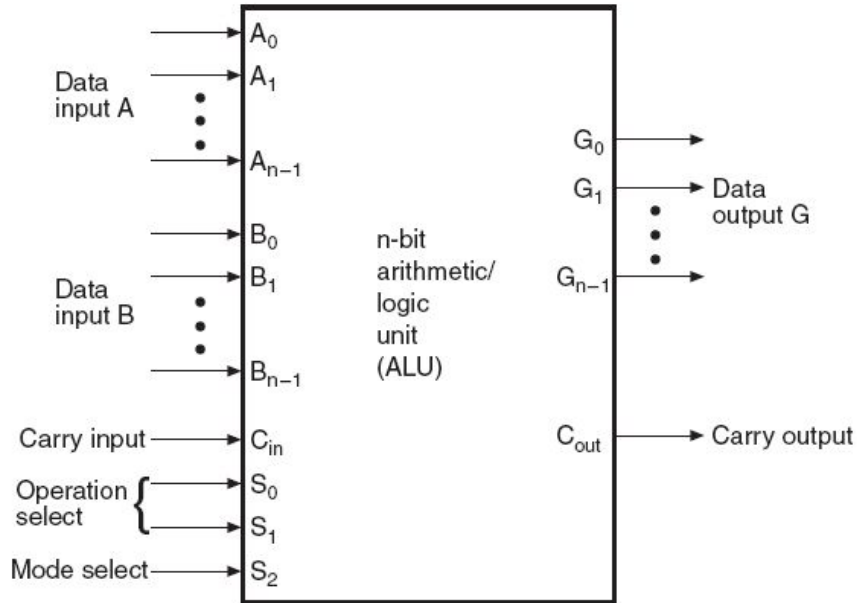 Data
input A
A0
A1
An−1
Data
input B
B0
B1
Bn−1
Carry input
Cin
Operation
select
S0
S1
Mode select
S2
n-bit
arithmetic/
logic
unit
(ALU)
G0
G1
Gn−1
Data
output G
Cout
Carry output